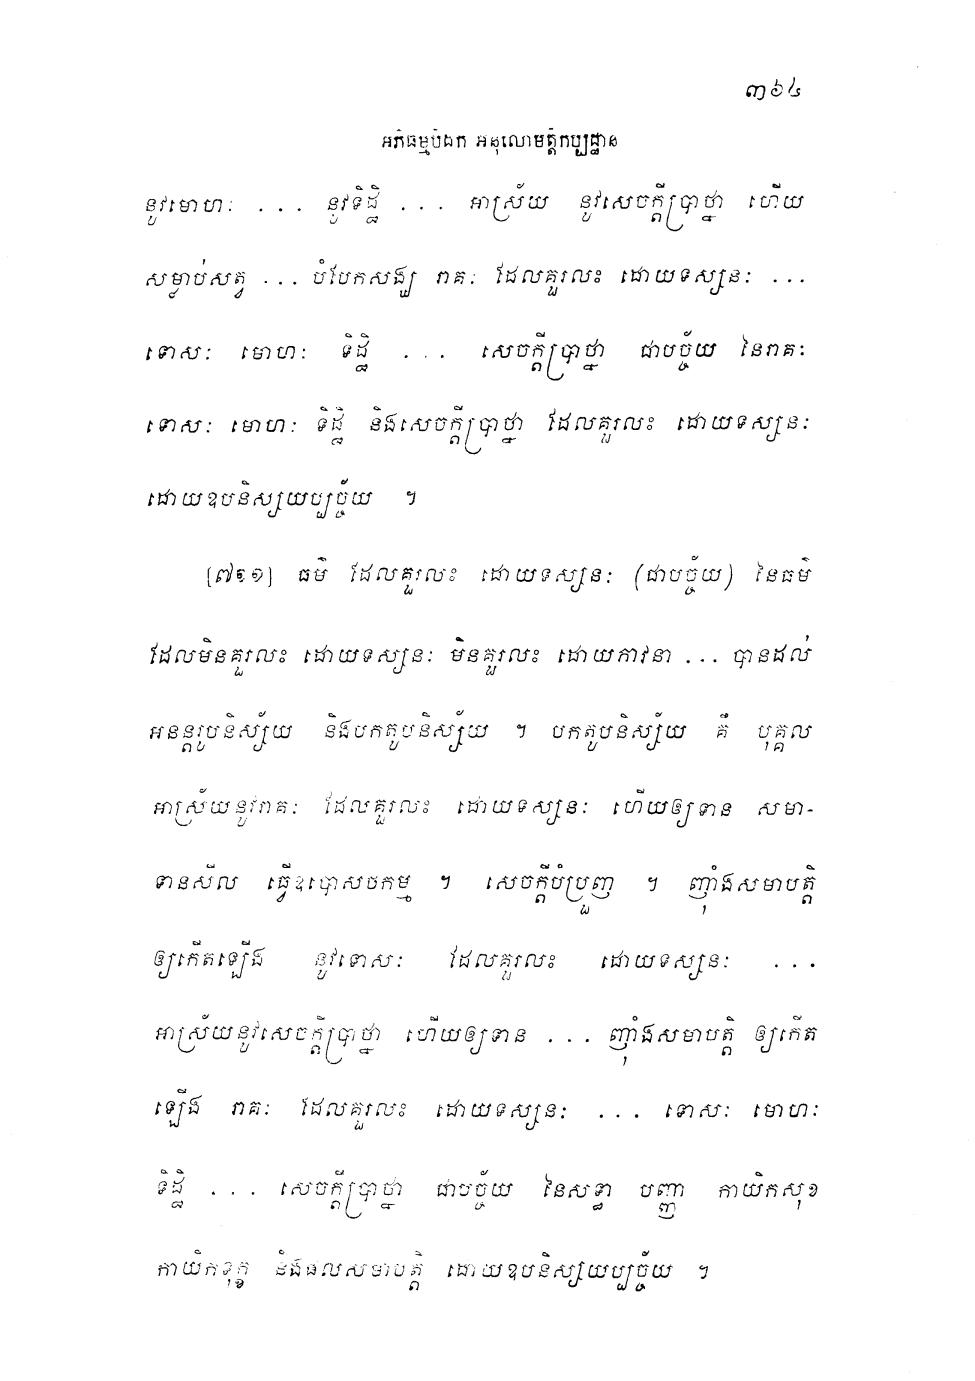 ៣៦៤
អភិធម្មបិដក អនុលោមត្តិកប្បដ្ឋាន
នូវមោហៈ ... នូវទិដ្ឋិ ... អាស្រ័យ នូវសេចក្តីប្រាថ្នា ហើយ
សម្លាប់សត្វ ... បំបែកសង្ឃ រាគៈ ដែលគួរលះ ដោយទស្សនៈ ...
ទោសៈ មោហៈ ទិដ្ឋិ ... សេចក្តីប្រាថ្នា ជាបច្ច័យ នៃរាគៈ
ទោសៈ មោហៈ ទិដ្ឋិ និងសេចក្តីប្រាថ្នា ដែលគួរលះ ដោយទស្សនៈ
ដោយឧបនិស្សយប្បច្ច័យ ។
ធម៌ ដែលគួរលះ ដោយទស្សនៈ (ជាបច្ច័យ) នៃធម៌
ដែលមិនគួរលះ ដោយទស្សនៈ មិនគួរលះ ដោយភាវនា ... បានដល់
អនន្តរូបនិស្ស័យ និងបកតូបនិស្ស័យ ។ បកតូបនិស្ស័យ គឺ បុគ្គល
អាស្រ័យនូវរាគៈ ដែលគួរលះ ដោយទស្សនៈ ហើយឲ្យទាន សមា-
ទានសីល ធ្វើឧបោសថកម្ម ។ សេចក្តីបំប្រួញ ។ ញុំាងសមាបត្តិ
ឲ្យកើតឡើង នូវទោសៈ ដែលគួរលះ ដោយទស្សនៈ ...
អាស្រ័យនូវសេចក្តីប្រាថ្នា ហើយឲ្យទាន ... ញុំាងសមាបត្តិ ឲ្យកើត
ឡើង រាគៈ ដែលគួរលះ ដោយទស្សនៈ ... ទោសៈ មោហៈ
ទិដ្ឋិ ... សេចក្តីប្រាថ្នា ជាបច្ច័យ នៃសទ្ធា បញ្ញា កាយិកសុខ
កាយិកទុក្ខ និងផលសមាបត្តិ ដោយឧបនិស្សយប្បច្ច័យ ។